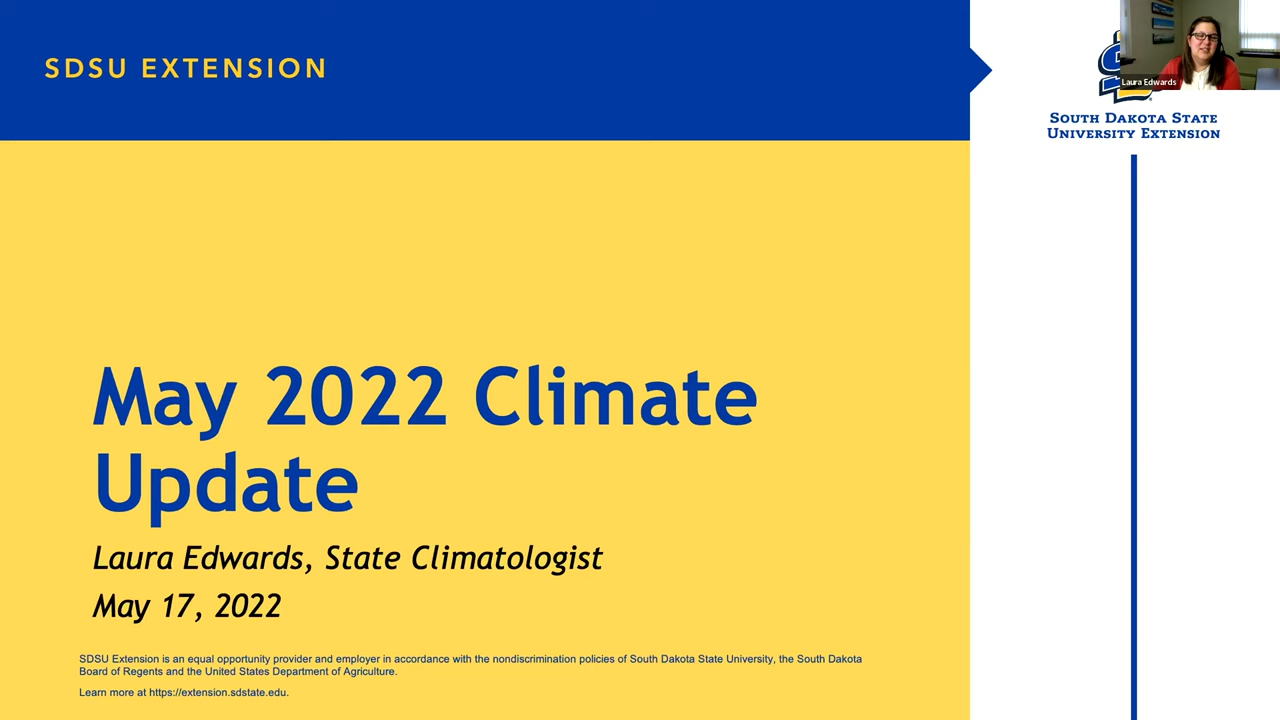 SDSU EXTENSION
Laura Edwards
SOUTH DAKOTA STATE
UNIVERSITY EXTENSION
May 2022 Climate
Update
Laura Edwards, State Climatologist
May 17, 2022
SDSU Extension is an equal opportunity provider and employer in accordance with the nondiscrimination policies of South Dakota State University, the South Dakota
Board of Regents and the United States Department of Agriculture.
Learn more at https://extension.sdstate.edu.